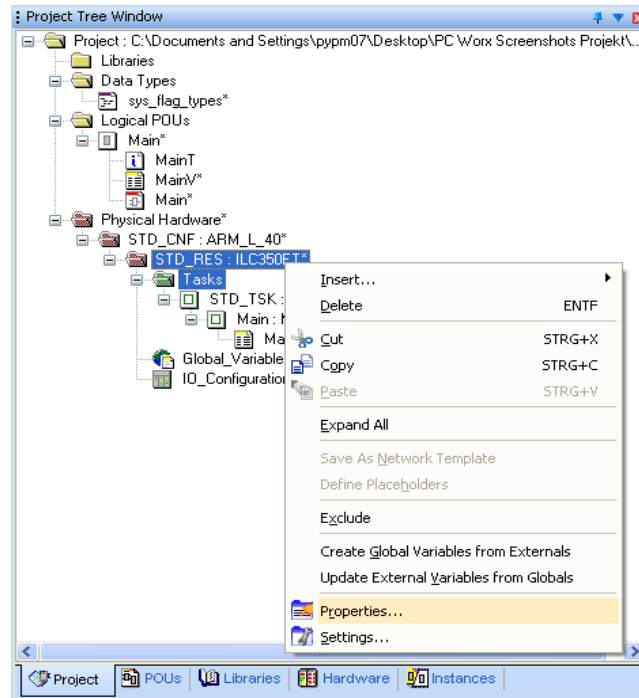 Project Tree Window
Project : C:\Documents and Settings\pypm07\Desktop\PC Worx Screenshots Projekt\...
Libraries
Data Types
sys_flag_types*
Logical POUs
Main*
MainT
MainV*
Main*
Physical Hardware*
STD_CNF : ARM_L_40*
STD_RES : ILC350ET*
Tasks
STD_TSK :
Main :
Ma
Global_Variable
IO_Configuration
Insert...
Delete ENTF
Cut STRG+X
Copy STRG+C
Paste STRG+V
Expand All
Save As Network Template
Define Placeholders
Exclude
Create Global Variables from Externals
Update External Variables from Globals
Properties...
Settings...
Project POUs Libraries Hardware Instances